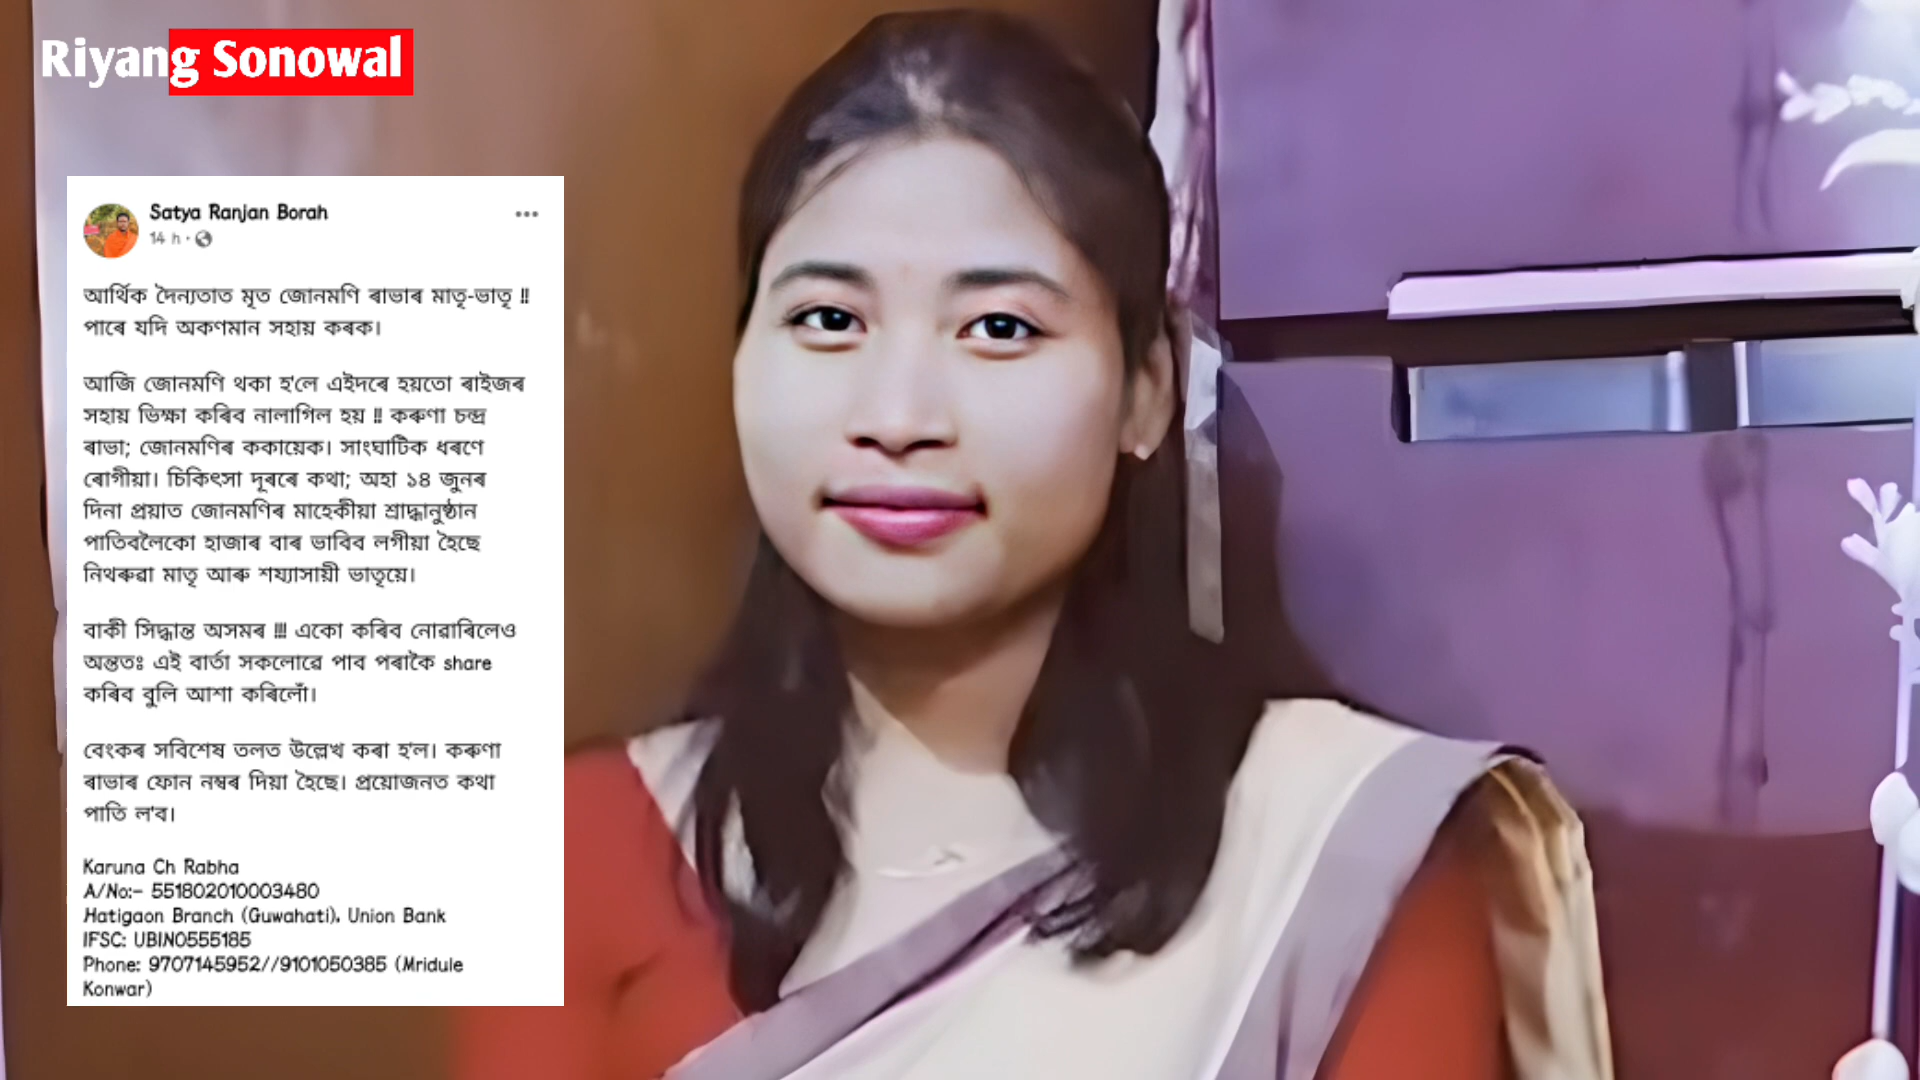 Riyang Sonowal
Satya Ranjan Borah
14 h
আৰ্থিক দৈন্যতাত মৃত জোনমণি ৰাভাৰ মাতৃ-ভাতৃ !!
পাৰে যদি অকণমান সহায় কৰক।
আজি জোনমণি থকা হ'লে এইদৰে হয়তো ৰাইজৰ
সহায় ভিক্ষা কৰিব নালাগিল হয় !! কৰুণা চন্দ্ৰ
ৰাভা; জোনমণিৰ ককায়েক। সাংঘাটিক ধৰণে
ৰোগীয়া। চিকিৎসা দূৰৰে কথা; অহা ১৪ জুনৰ
দিনা প্ৰয়াত জোনমণিৰ মাহেকীয়া শ্ৰাদ্ধানুষ্ঠান
পাতিবলৈকো হাজাৰ বাৰ ভাবিব লগীয়া হৈছে
নিথৰুৱা মাতৃ আৰু শয্যাসায়ী ভাতৃয়ে।
বাকী সিদ্ধান্ত অসমৰ !!! একো কৰিব নোৱাৰিলেও
অন্ততঃ এই বাৰ্তা সকলোৱে পাব পৰাকৈ share
কৰিব বুলি আশা কৰিলোঁ।
বেংকৰ সবিশেষ তলত উল্লেখ কৰা হ'ল। কৰুণা
ৰাভাৰ ফোন নম্বৰ দিয়া হৈছে। প্ৰয়োজনত কথা
পাতি ল'ব।
Karuna Ch Rabha
A/No:- 551802010003480
Hatigaon Branch (Guwahati), Union Bank
IFSC: UBIN0555185
Phone: 9707145952//9101050385 (Mridule
Konwar)